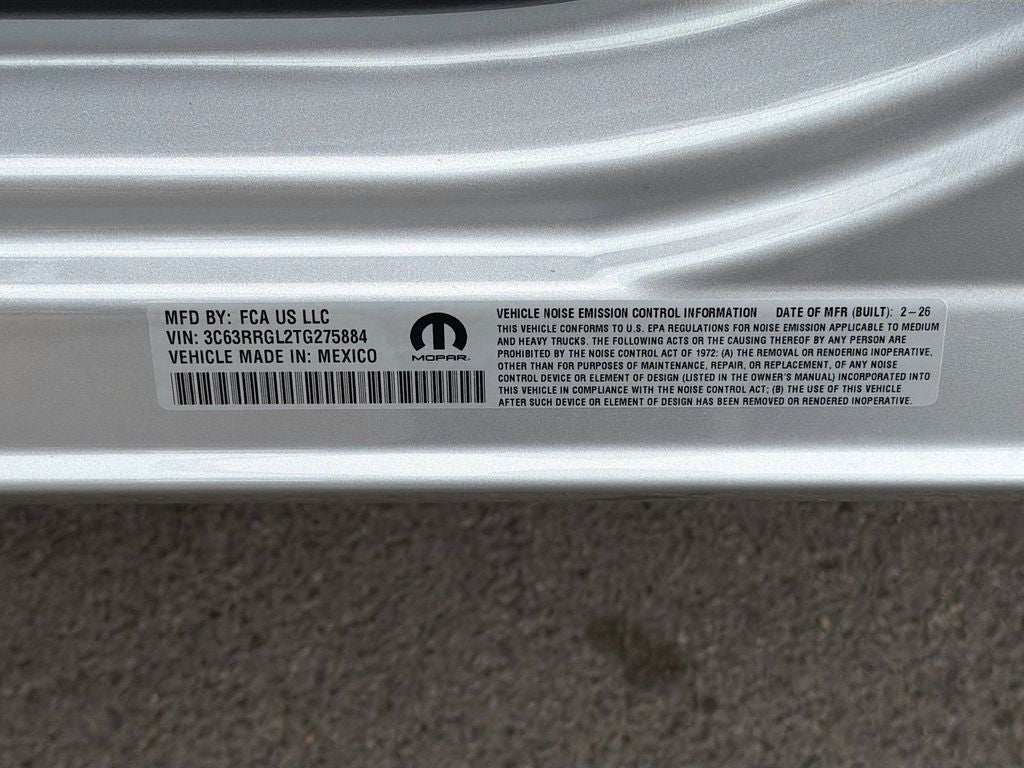 MFD BY: FCA US LLC
VIN: 3C63RRGL2TG275884
VEHICLE MADE IN: MEXICO
MOPAR.
VEHICLE NOISE EMISSION CONTROL INFORMATION DATE OF MFR (BUILT): 2-26
THIS VEHICLE CONFORMS TO U.S. EPA REGULATIONS FOR NOISE EMISSION APPLICABLE TO MEDIUM
AND HEAVY TRUCKS. THE FOLLOWING ACTS OR THE CAUSING THEREOF BY ANY PERSON ARE
PROHIBITED BY THE NOISE CONTROL ACT OF 1972: (A) THE REMOVAL OR RENDERING INOPERATIVE,
OTHER THAN FOR PURPOSES OF MAINTENANCE, REPAIR, OR REPLACEMENT, OF ANY NOISE
CONTROL DEVICE OR ELEMENT OF DESIGN (LISTED IN THE OWNER'S MANUAL) INCORPORATED INTO
THIS VEHICLE IN COMPLIANCE WITH THE NOISE CONTROL ACT; (B) THE USE OF THIS VEHICLE
AFTER SUCH DEVICE OR ELEMENT OF DESIGN HAS BEEN REMOVED OR RENDERED INOPERATIVE.